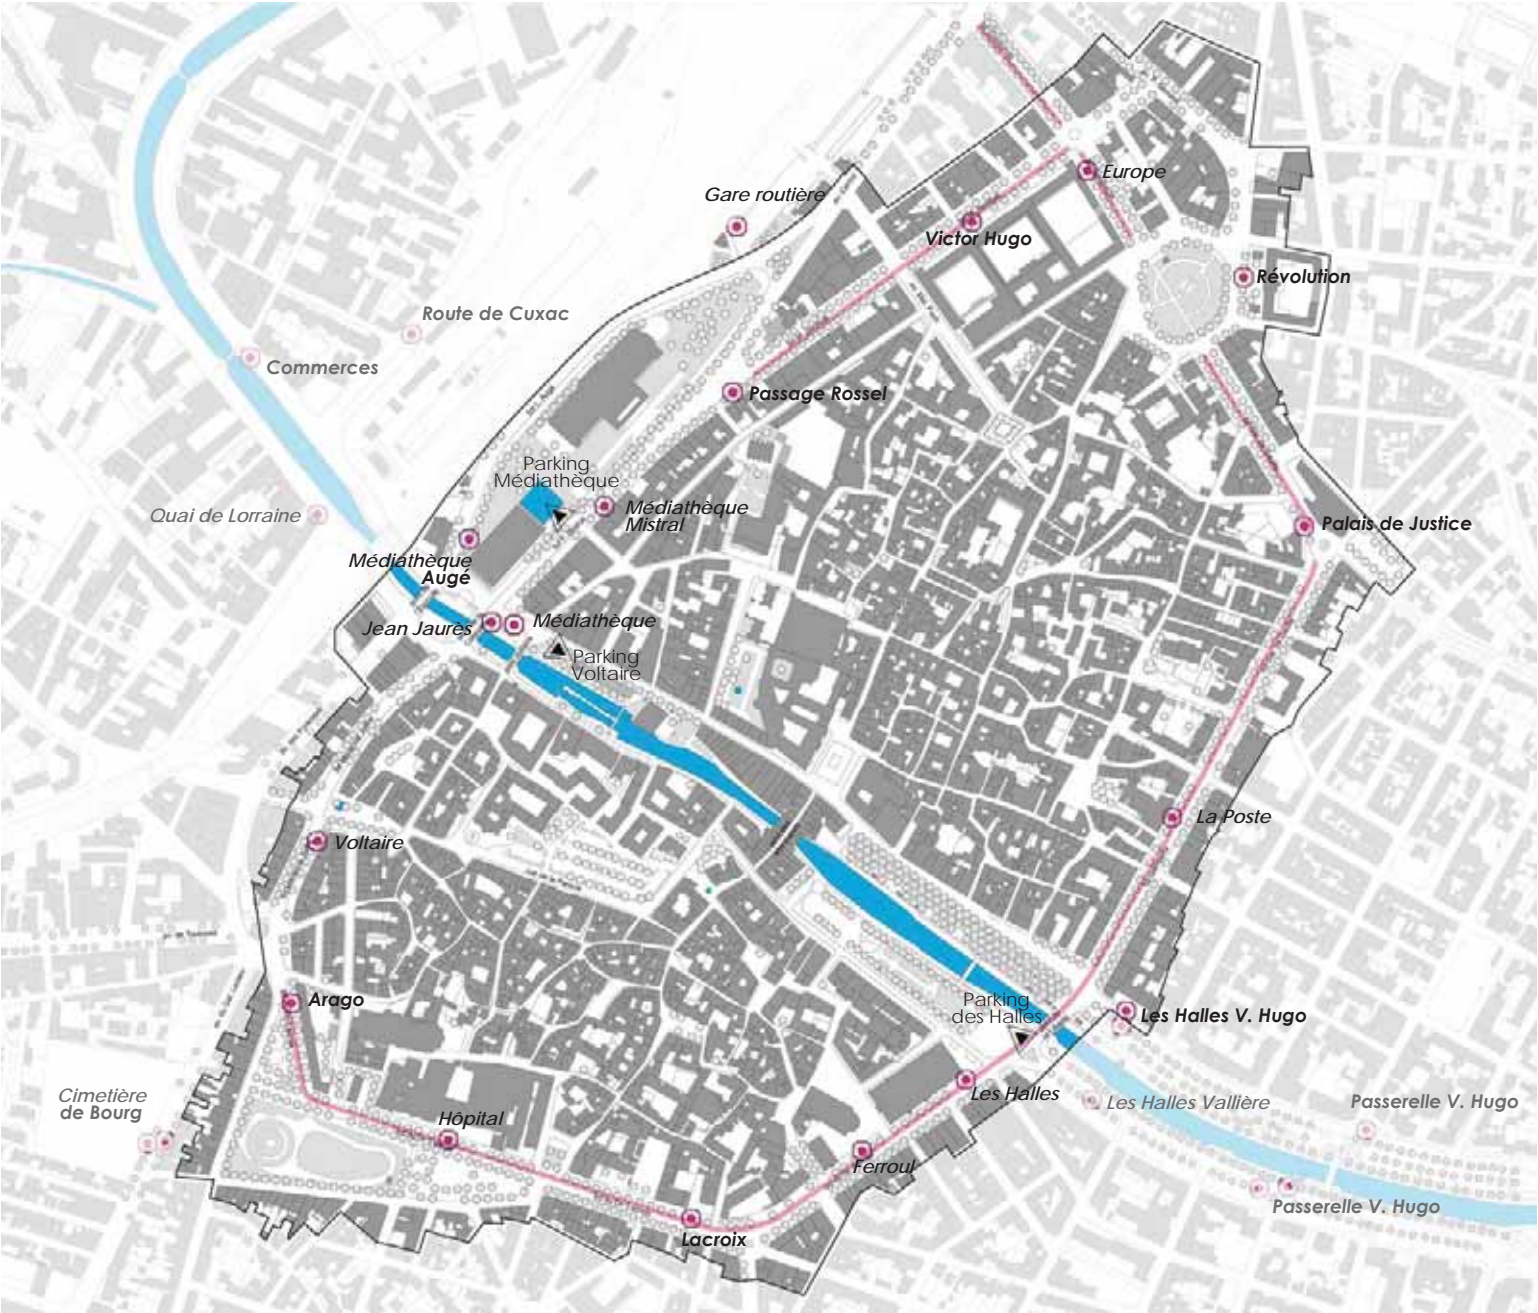 Europe
Gare routière
Victor Hugo
Révolution
Route de Cuxac
Commerces
Passage Rossel
Parking
Médiathèque
Quai de Lorraine
Médiathèque
Mistral
Palais de Justice
Médiathèque
Augé
Jean Jaurès
Médiathèque
Parking
Voltaire
La Poste
Voltaire
Arago
Parking
des Halles
Les Halles V. Hugo
Cimetière
de Bourg
Les Halles
Les Halles Vallière
Passerelle V. Hugo
Hôpital
Ferroul
Passerelle V. Hugo
Lacroix